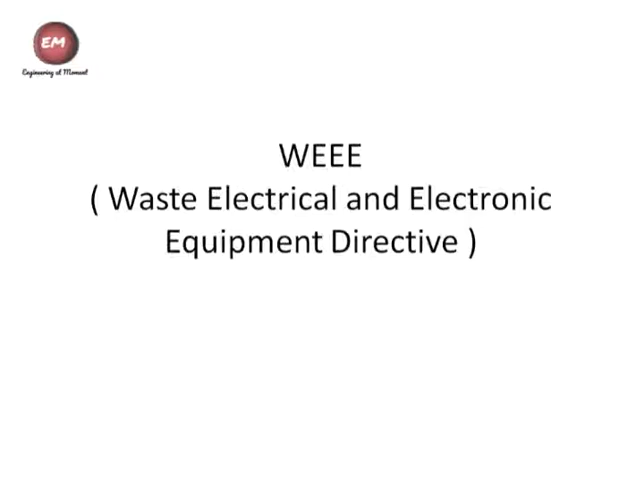 EM
Engineering at Moment
WEEE
( Waste Electrical and Electronic
Equipment Directive )